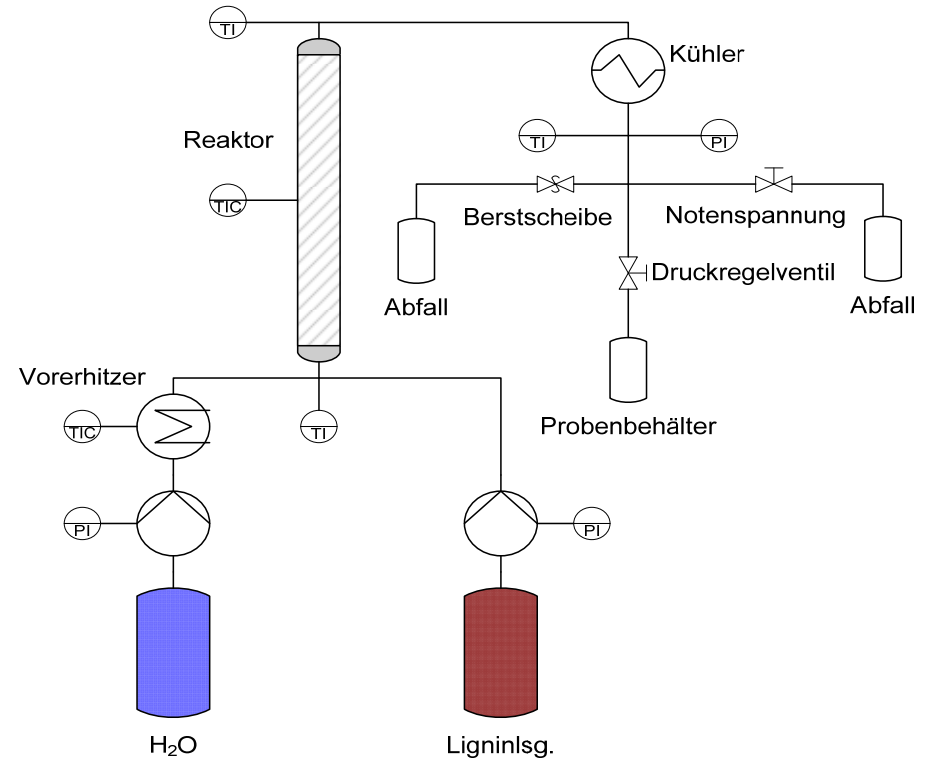 TI
Kühler
Reaktor
TI
PI
TIC
Berstscheibe
Notenspannung
Druckregelventil
Abfall
Abfall
Vorerhitzer
TIC
TI
Probenbehälter
PI
PI
H₂O
Ligninlsg.